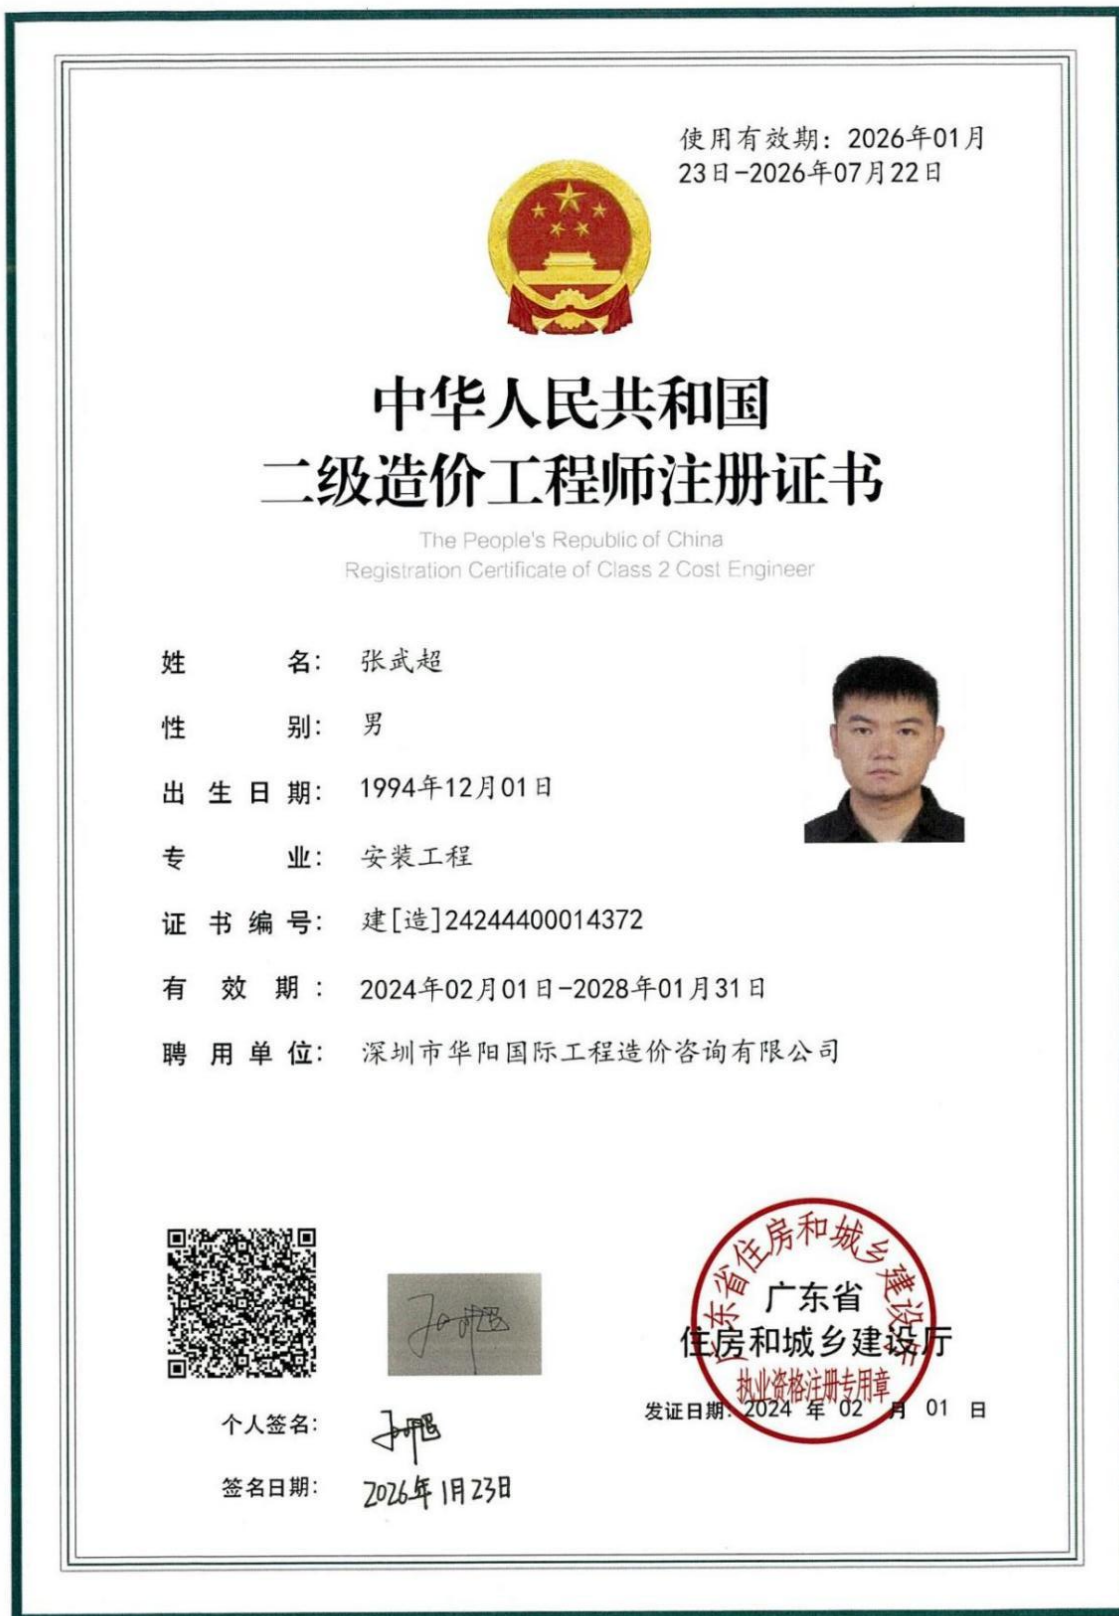 使用有效期：2026年01月
23日-2026年07月22日
中华人民共和国
二级造价工程师注册证书
The People's Republic of China
Registration Certificate of Class 2 Cost Engineer
姓 名： 张武超
性 别： 男
出 生 日 期： 1994年12月01日
专 业： 安装工程
证 书 编 号： 建[造]24244400014372
有 效 期： 2024年02月01日-2028年01月31日
聘 用 单 位： 深圳市华阳国际工程造价咨询有限公司
广东省住房和城乡建设厅
广东省
住房和城乡建设厅
执业资格注册专用章
发证日期：2024 年 02 月 01 日
个人签名：
签名日期： 2026年1月23日